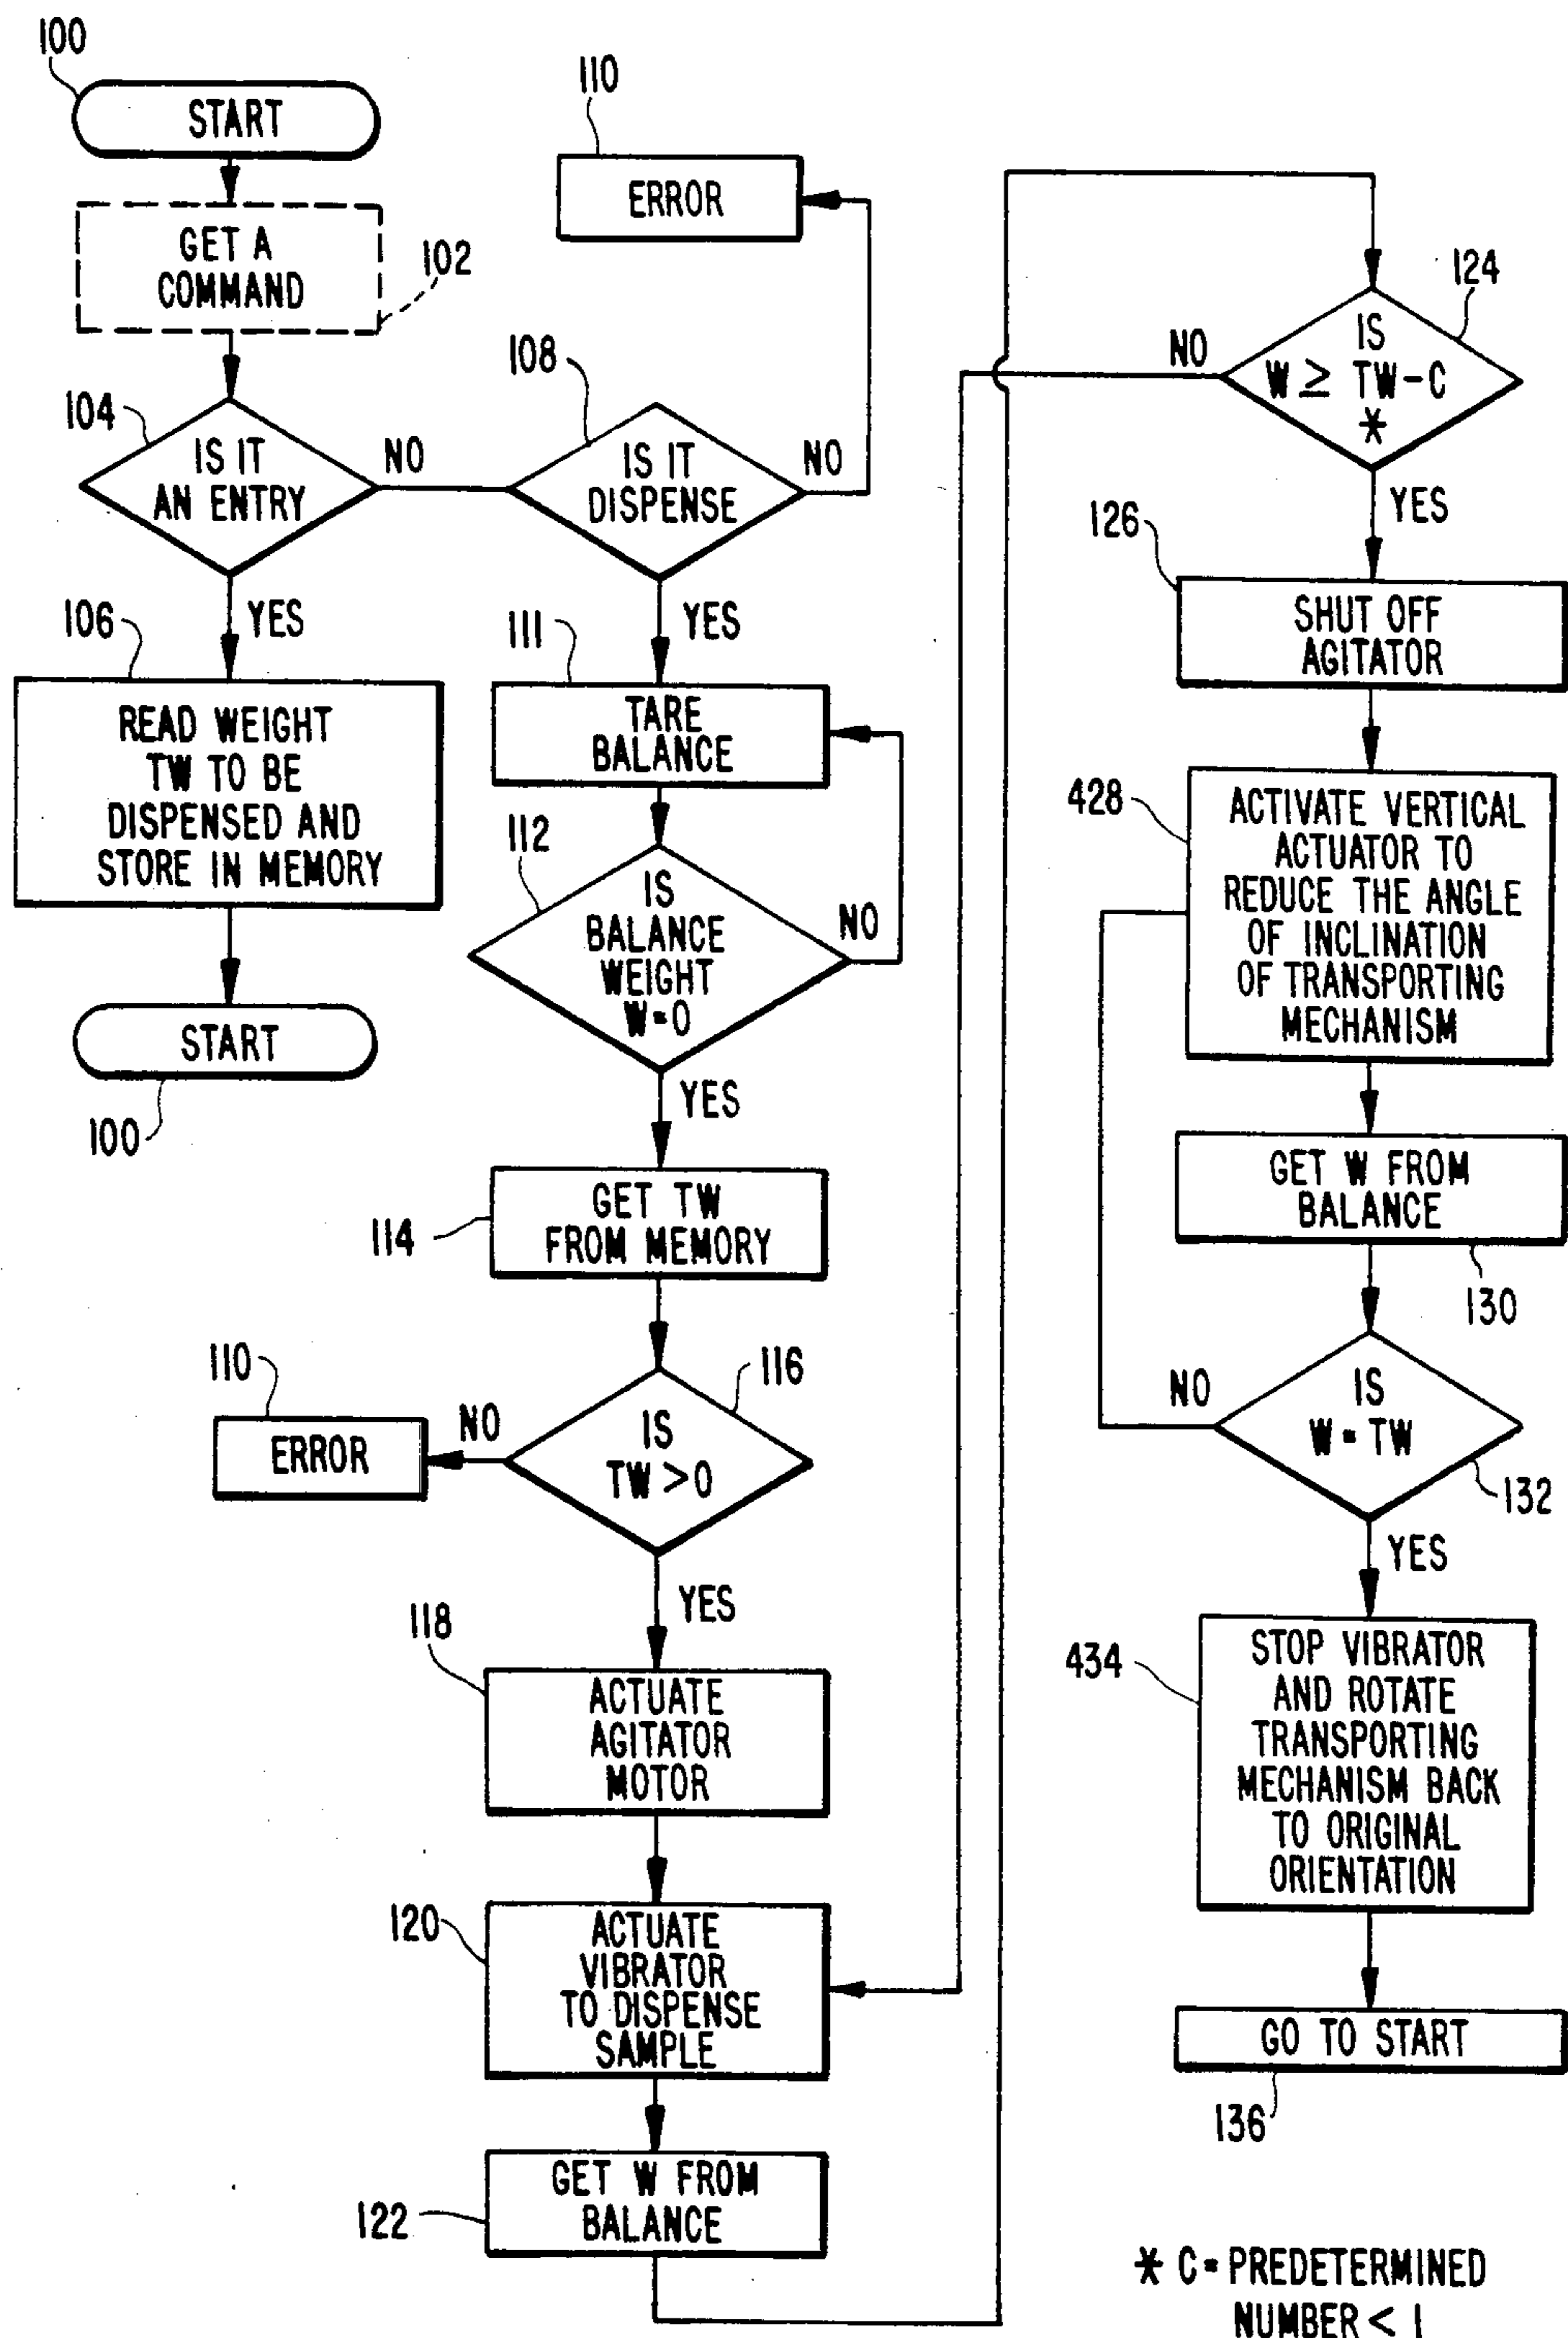 100
START
GET A
COMMAND
102
104
IS IT
AN ENTRY
NO
YES
106
READ WEIGHT
TW TO BE
DISPENSED AND
STORE IN MEMORY
START
100
110
ERROR
108
IS IT
DISPENSE
NO
YES
111
TARE
BALANCE
112
IS
BALANCE
WEIGHT
W=0
NO
YES
114
GET TW
FROM MEMORY
116
IS
TW >0
NO
110
ERROR
YES
118
ACTUATE
AGITATOR
MOTOR
120
ACTUATE
VIBRATOR
TO DISPENSE
SAMPLE
122
GET W FROM
BALANCE
124
IS
W ≥ TW-C
*
NO
YES
126
SHUT OFF
AGITATOR
428
ACTIVATE VERTICAL
ACTUATOR TO
REDUCE THE ANGLE
OF INCLINATION
OF TRANSPORTING
MECHANISM
GET W FROM
BALANCE
130
IS
W = TW
NO
132
YES
434
STOP VIBRATOR
AND ROTATE
TRANSPORTING
MECHANISM BACK
TO ORIGINAL
ORIENTATION
GO TO START
136
* C = PREDETERMINED
NUMBER < 1